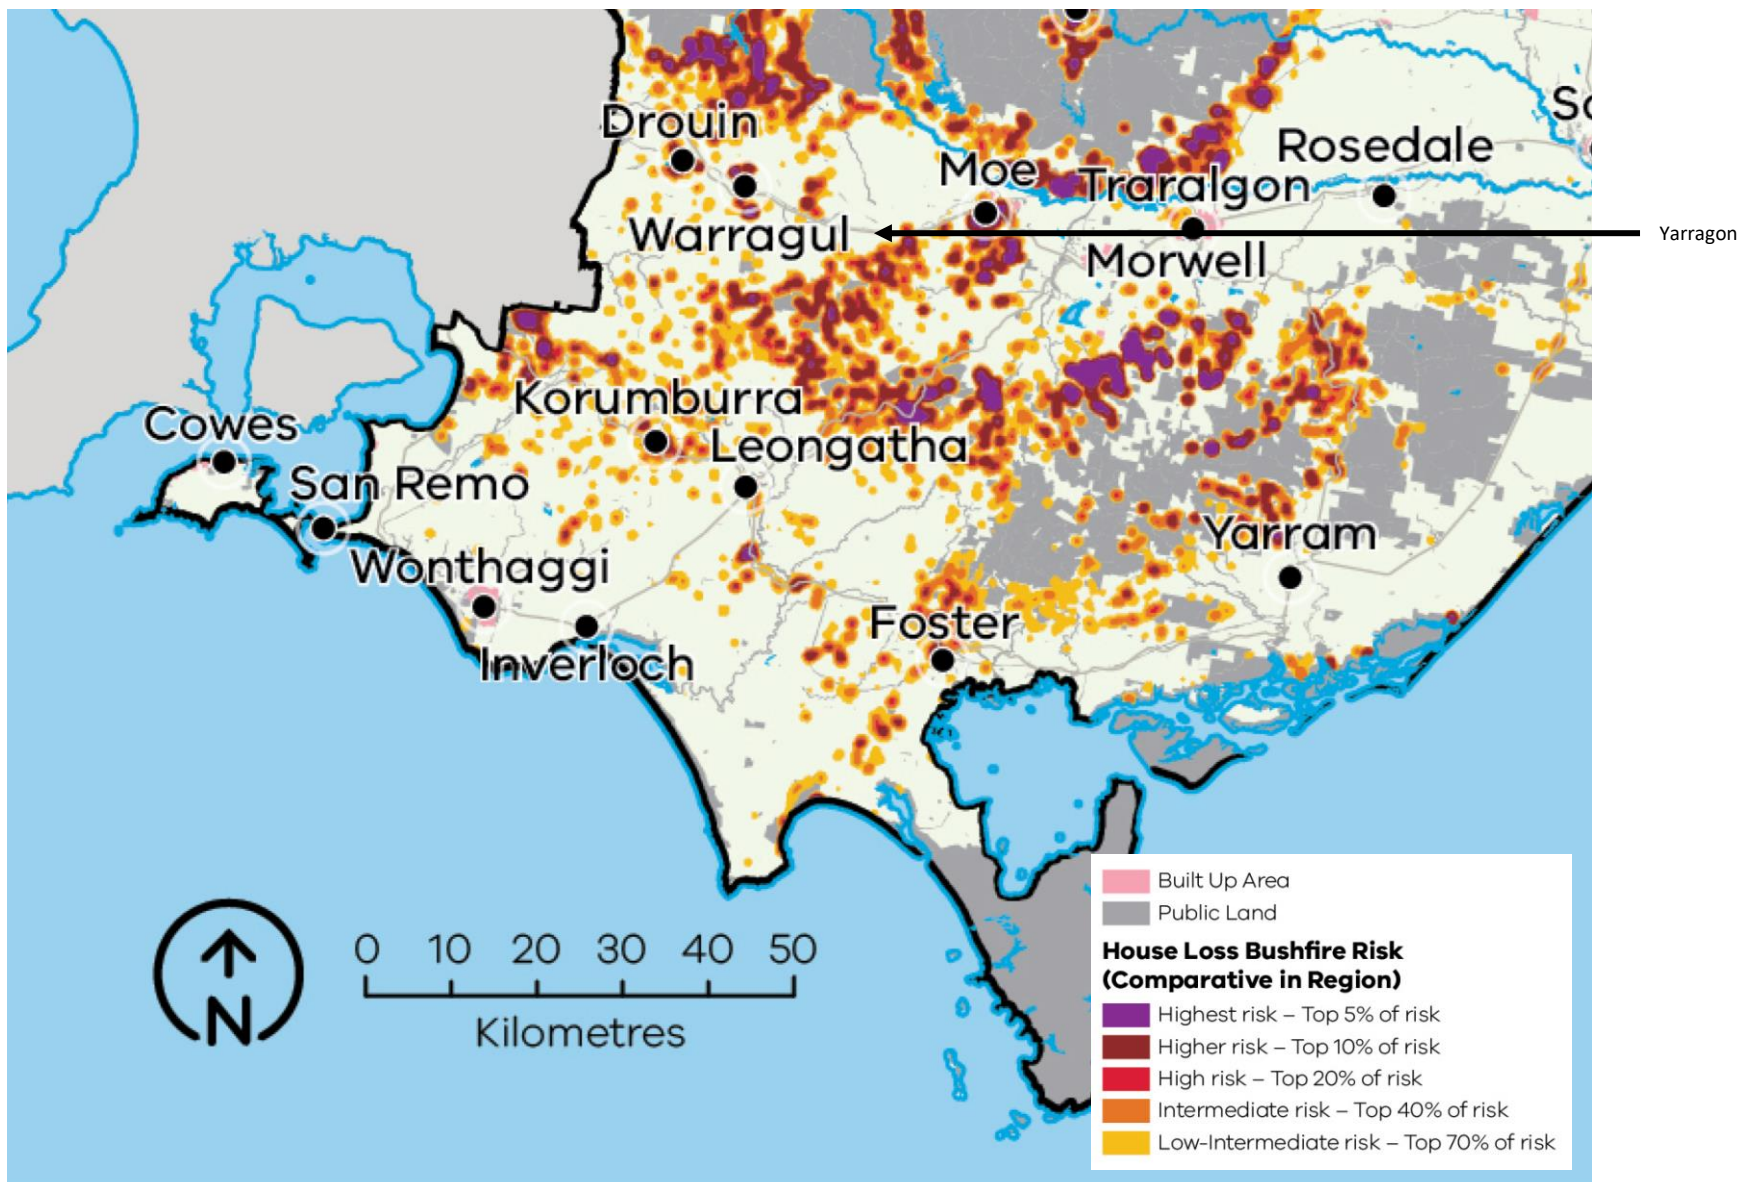 Drouin
Sc
Rosedale
Moe
Traralgon
Warragul
Yarragon
Morwell
Korumburra
Cowes
Leongatha
San Remo
Yarram
Wonthaggi
Foster
Inverloch
N
0 10 20 30 40 50
Kilometres
Built Up Area
Public Land
House Loss Bushfire Risk
(Comparative in Region)
Highest risk – Top 5% of risk
Higher risk – Top 10% of risk
High risk – Top 20% of risk
Intermediate risk – Top 40% of risk
Low-Intermediate risk – Top 70% of risk